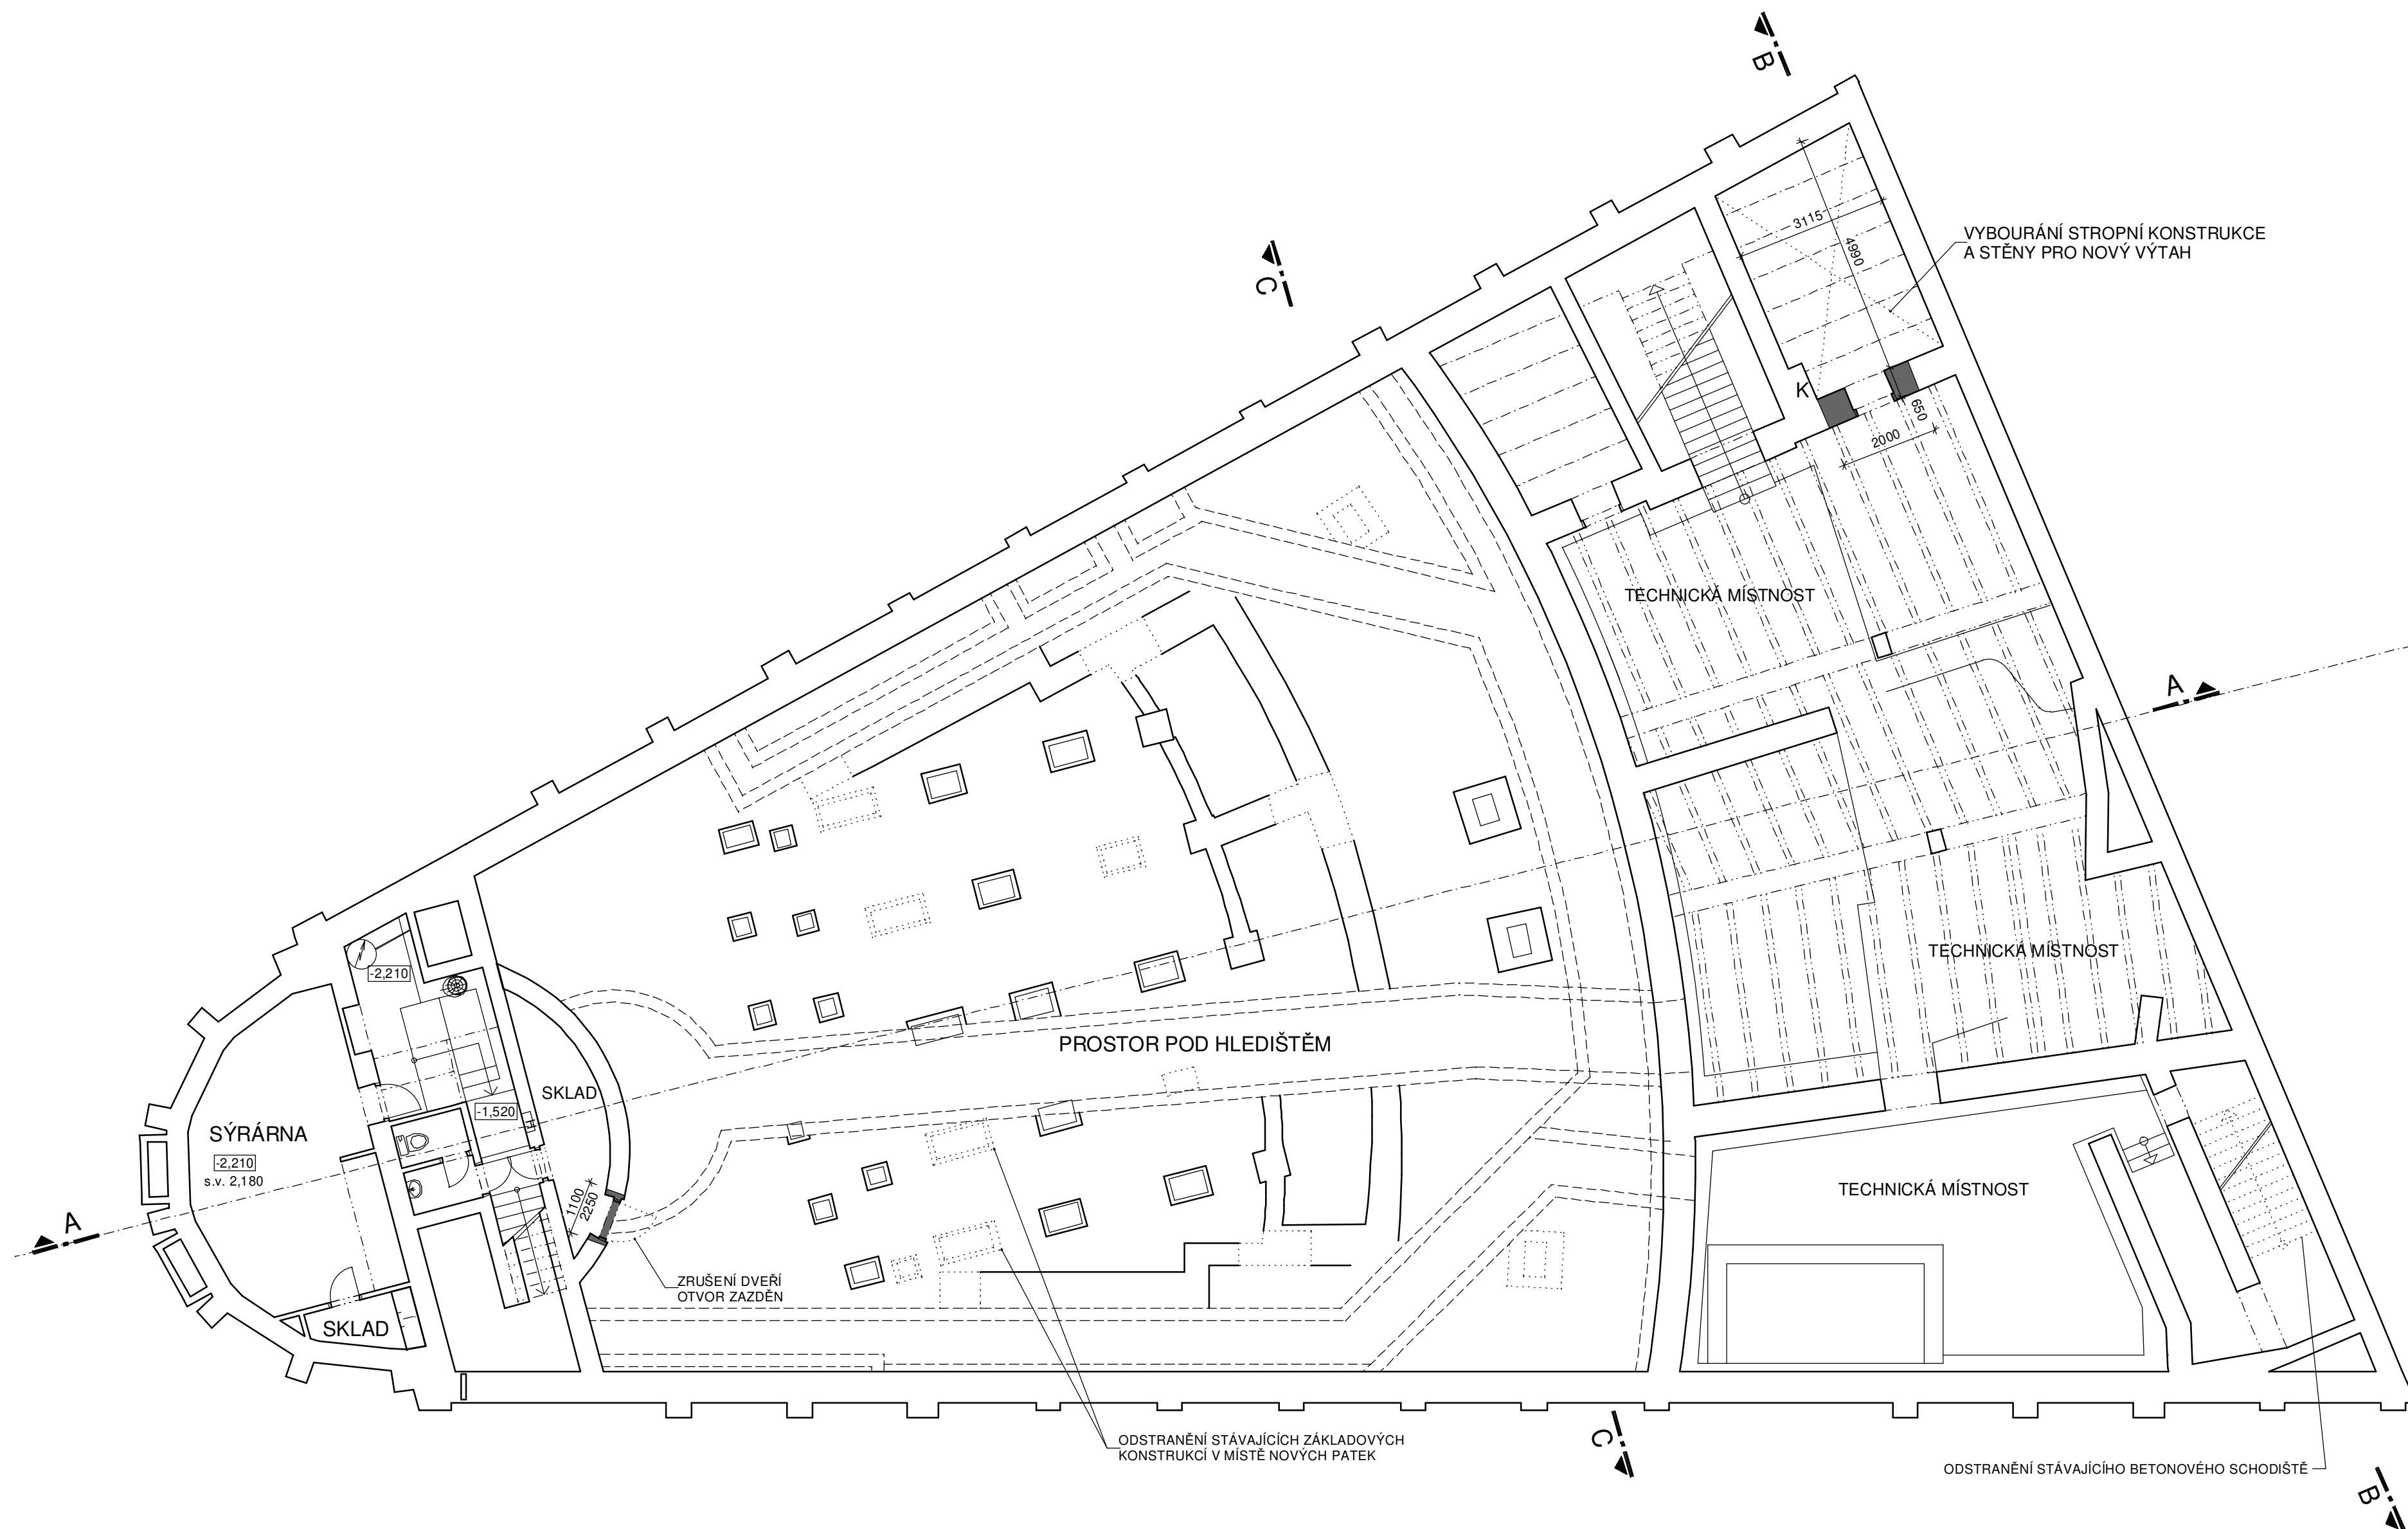 B
C
VYBOURÁNÍ STROPNÍ KONSTRUKCE
A STĚNY PRO NOVÝ VÝTAH
3115
4990
K
650
2000
TECHNICKÁ MÍSTNOST
A
TECHNICKÁ MÍSTNOST
-2,210
PROSTOR POD HLEDIŠTĚM
SKLAD
-1,520
SÝRÁRNA
-2,210
s.v. 2,180
TECHNICKÁ MÍSTNOST
1100
2250
A
ZRUŠENÍ DVEŘÍ
OTVOR ZAZDĚN
SKLAD
ODSTRANĚNÍ STÁVAJÍCÍCH ZÁKLADOVÝCH
KONSTRUKCÍ V MÍSTĚ NOVÝCH PATEK
C
ODSTRANĚNÍ STÁVAJÍCÍHO BETONOVÉHO SCHODIŠTĚ
B